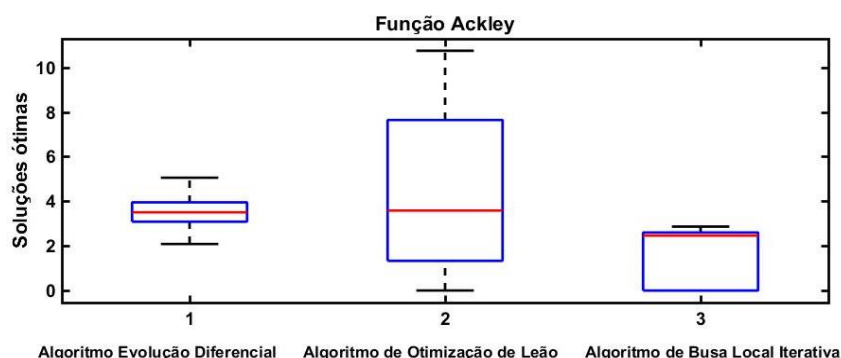 Função Ackley
Soluções ótimas
10
8
6
4
2
0
1 2 3
Algoritmo Evolução Diferencial Algoritmo de Otimização de Leão Algoritmo de Busa Local Iterativa